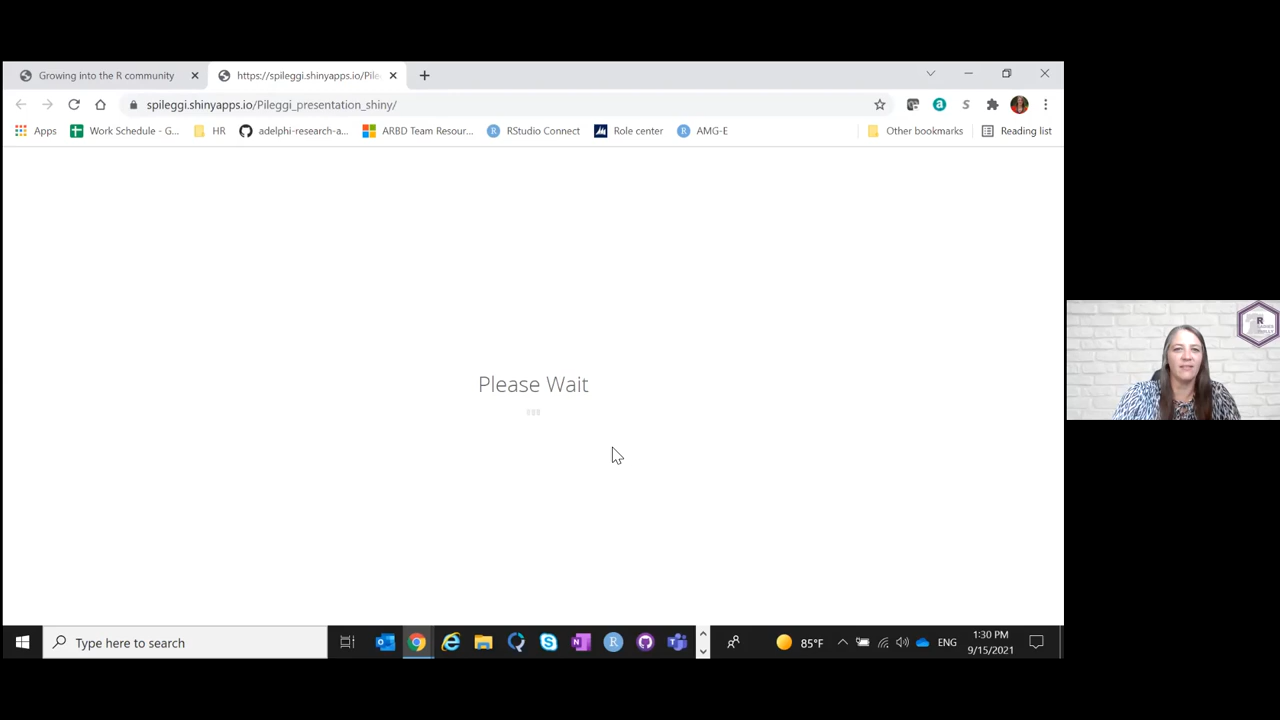 Growing into the R community
https://spileggi.shinyapps.io/Pile
spileggi.shinyapps.io/Pileggi_presentation_shiny/
Apps
Work Schedule - G...
HR
adelphi-research-a...
ARBD Team Resour...
RStudio Connect
Role center
AMG-E
Other bookmarks
Reading list
Please Wait
R
Type here to search
85°F
ENG
1:30 PM
9/15/2021